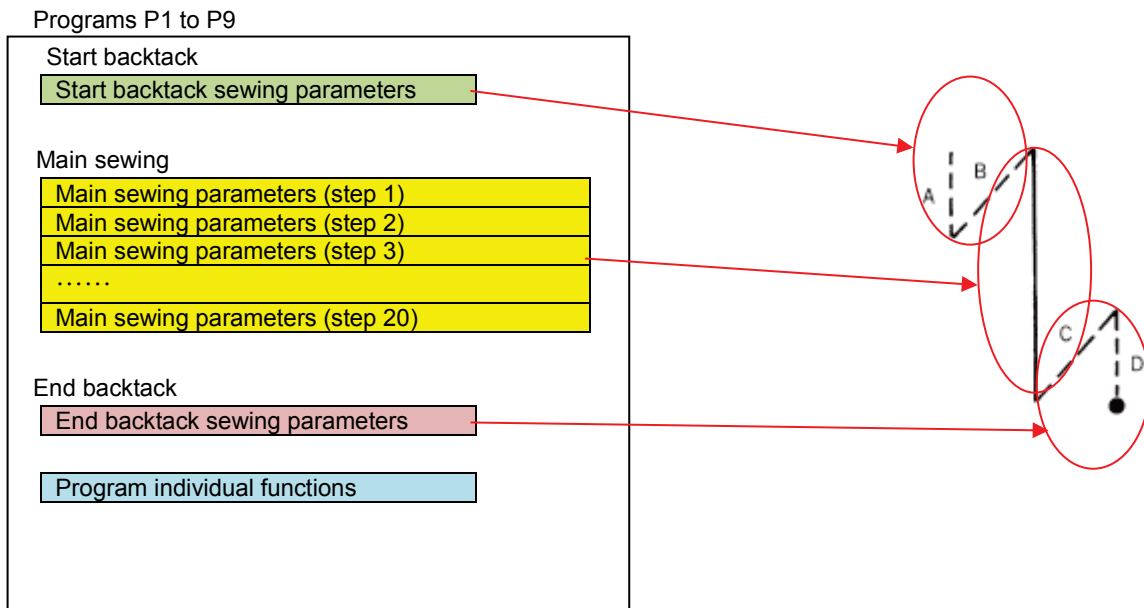 Programs P1 to P9
Start backtack
Start backtack sewing parameters
Main sewing
Main sewing parameters (step 1)
Main sewing parameters (step 2)
Main sewing parameters (step 3)
……
Main sewing parameters (step 20)
End backtack
End backtack sewing parameters
Program individual functions
A
B
C
D